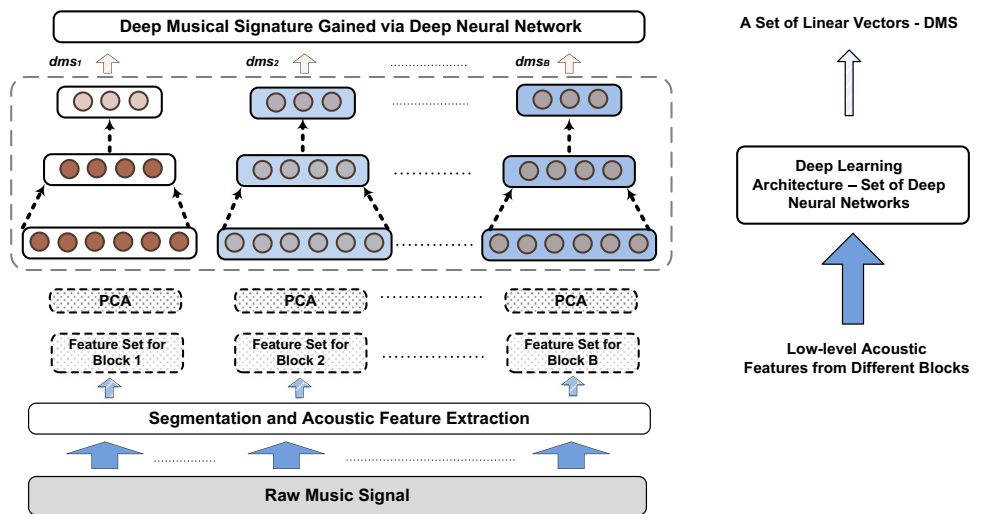 Deep Musical Signature Gained via Deep Neural Network
dms1 dms2 dmsB
PCA PCA PCA
Feature Set for Block 1
Feature Set for Block 2
Feature Set for Block B
Segmentation and Acoustic Feature Extraction
Raw Music Signal
A Set of Linear Vectors - DMS
Deep Learning
Architecture – Set of Deep
Neural Networks
Low-level Acoustic
Features from Different Blocks